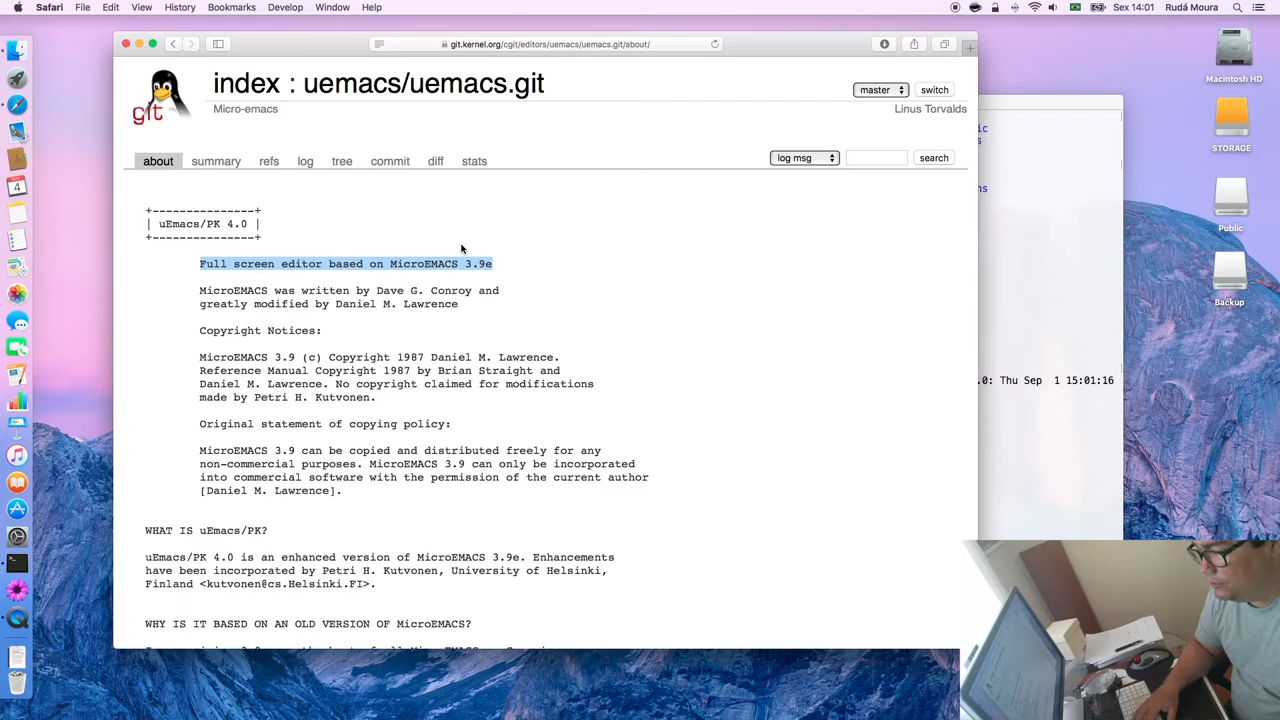 Safari File Edit View History Bookmarks Develop Window Help
Sex 14:01 Rudá Moura
git.kernel.org/cgit/editors/uemacs/uemacs.git/about/
git
index : uemacs/uemacs.git
master switch
Micro-emacs
Linus Torvalds
about summary refs log tree commit diff stats
log msg search
+---------------+
| uEmacs/PK 4.0 |
+---------------+
Full screen editor based on MicroEMACS 3.9e
MicroEMACS was written by Dave G. Conroy and
greatly modified by Daniel M. Lawrence
Copyright Notices:
MicroEMACS 3.9 (c) Copyright 1987 Daniel M. Lawrence.
Reference Manual Copyright 1987 by Brian Straight and
Daniel M. Lawrence. No copyright claimed for modifications
made by Petri H. Kutvonen.
Original statement of copying policy:
MicroEMACS 3.9 can be copied and distributed freely for any
non-commercial purposes. MicroEMACS 3.9 can only be incorporated
into commercial software with the permission of the current author
[Daniel M. Lawrence].
WHAT IS uEmacs/PK?
uEmacs/PK 4.0 is an enhanced version of MicroEMACS 3.9e. Enhancements
have been incorporated by Petri H. Kutvonen, University of Helsinki,
Finland <kutvonen@cs.Helsinki.FI>.
WHY IS IT BASED ON AN OLD VERSION OF MicroEMACS?
ic
s
ns
.0: Thu Sep 1 15:01:16
Macintosh HD
STORAGE
Public
Backup
4